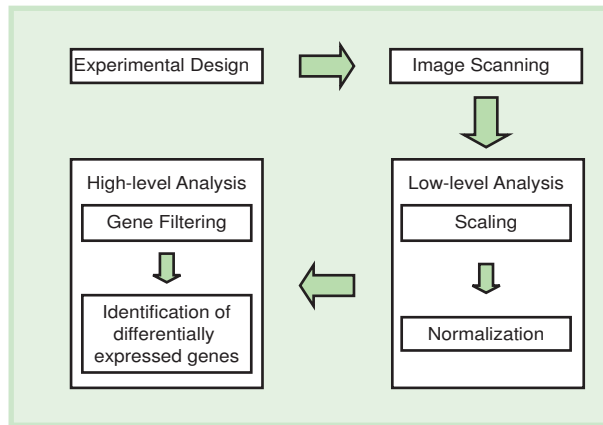 Experimental Design
Image Scanning
Low-level Analysis
Scaling
Normalization
High-level Analysis
Gene Filtering
Identification of
differentially
expressed genes